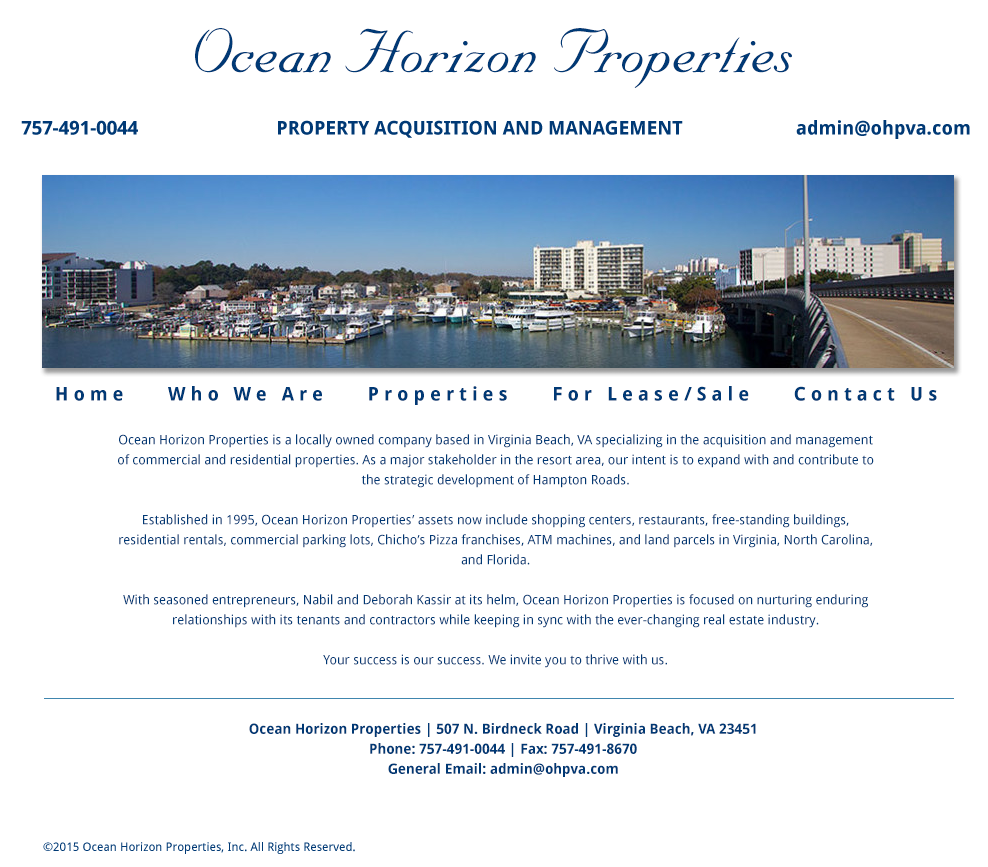 Ocean Horizon Properties
757-491-0044 PROPERTY ACQUISITION AND MANAGEMENT admin@ohpva.com
Home Who We Are Properties For Lease/Sale Contact Us
Ocean Horizon Properties is a locally owned company based in Virginia Beach, VA specializing in the acquisition and management
of commercial and residential properties. As a major stakeholder in the resort area, our intent is to expand with and contribute to
the strategic development of Hampton Roads.
Established in 1995, Ocean Horizon Properties’ assets now include shopping centers, restaurants, free-standing buildings,
residential rentals, commercial parking lots, Chicho’s Pizza franchises, ATM machines, and land parcels in Virginia, North Carolina,
and Florida.
With seasoned entrepreneurs, Nabil and Deborah Kassir at its helm, Ocean Horizon Properties is focused on nurturing enduring
relationships with its tenants and contractors while keeping in sync with the ever-changing real estate industry.
Your success is our success. We invite you to thrive with us.
Ocean Horizon Properties | 507 N. Birdneck Road | Virginia Beach, VA 23451
Phone: 757-491-0044 | Fax: 757-491-8670
General Email: admin@ohpva.com
©2015 Ocean Horizon Properties, Inc. All Rights Reserved.